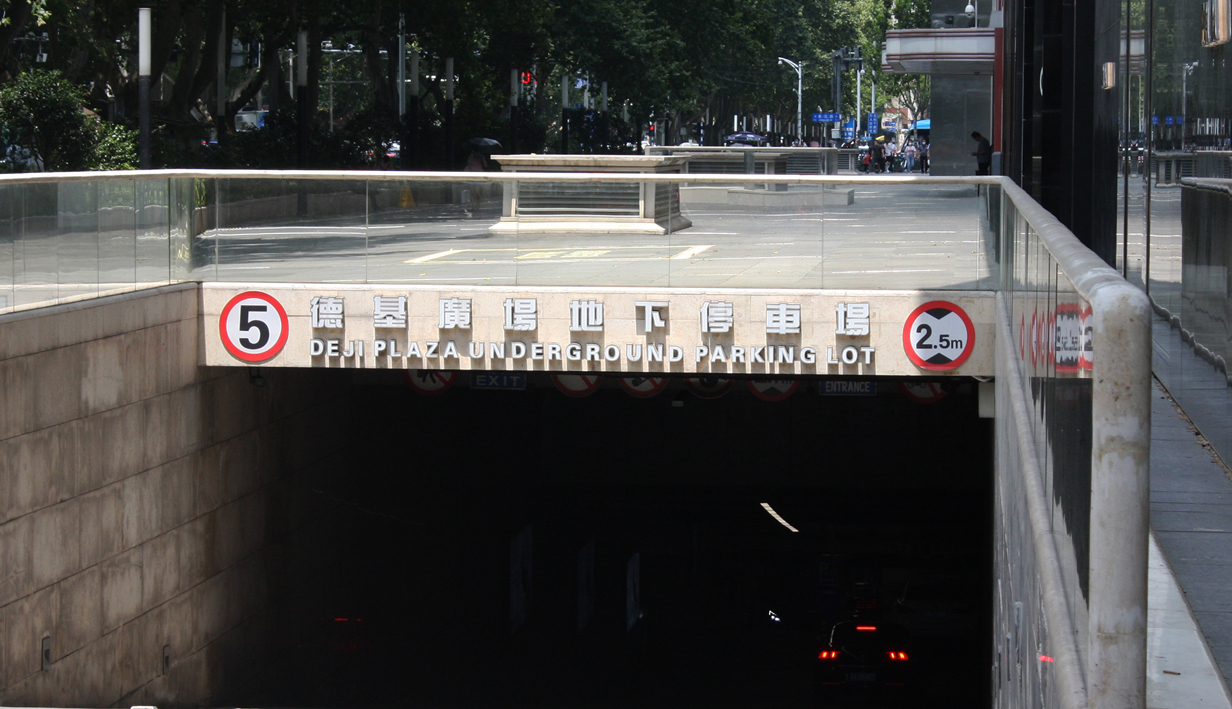 5
德基廣場地下停車場
2.5m
DEJI PLAZA UNDERGROUND PARKING LOT
EXIT
ENTRANCE